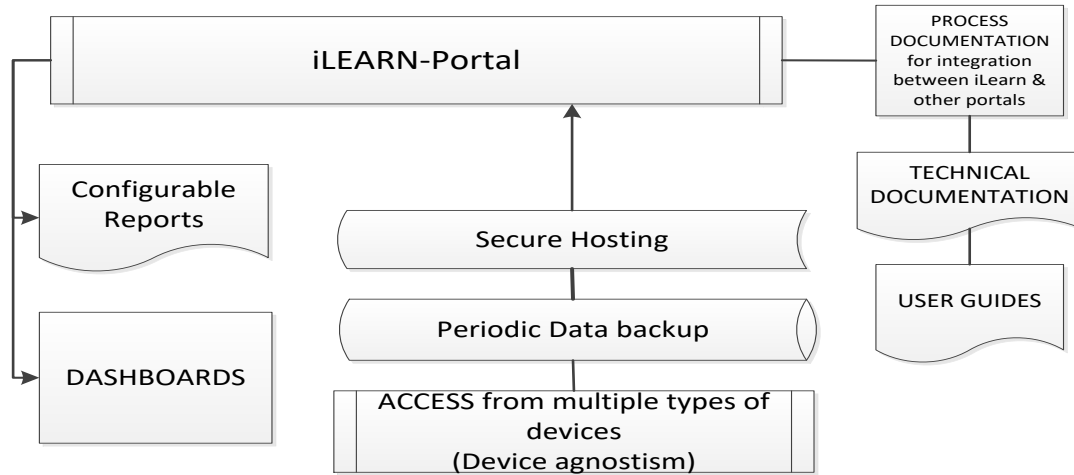 iLEARN-Portal
PROCESS
DOCUMENTATION
for integration
between iLearn &
other portals
Configurable
Reports
TECHNICAL
DOCUMENTATION
Secure Hosting
USER GUIDES
Periodic Data backup
DASHBOARDS
ACCESS from multiple types of
devices
(Device agnostism)